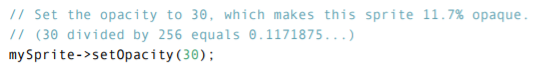 // Set the opacity to 30, which makes this sprite 11.7% opaque.
// (30 divided by 256 equals 0.1171875...)
mySprite->setOpacity(30);